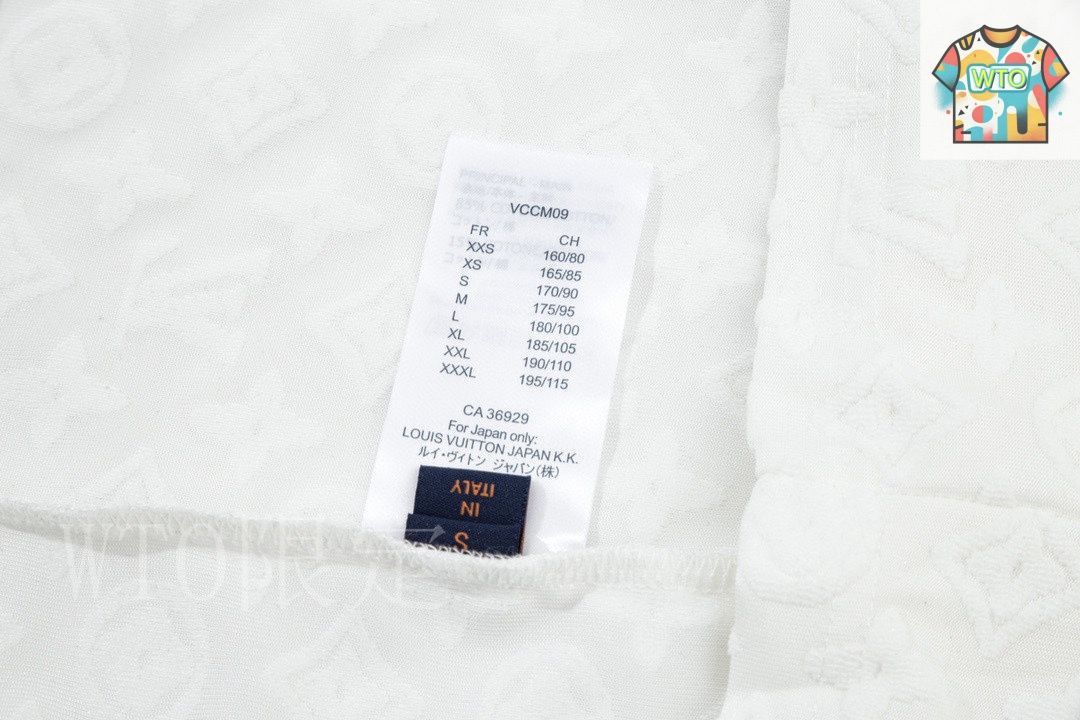 WTO
VCCM09
FR CH
XXS 160/80
XS 165/85
S 170/90
M 175/95
L 180/100
XL 185/105
XXL 190/110
XXXL 195/115
CA 36929
For Japan only:
LOUIS VUITTON JAPAN K.K.
ルイ・ヴィトン ジャパン(株)
IN
ITALY
S
WTO